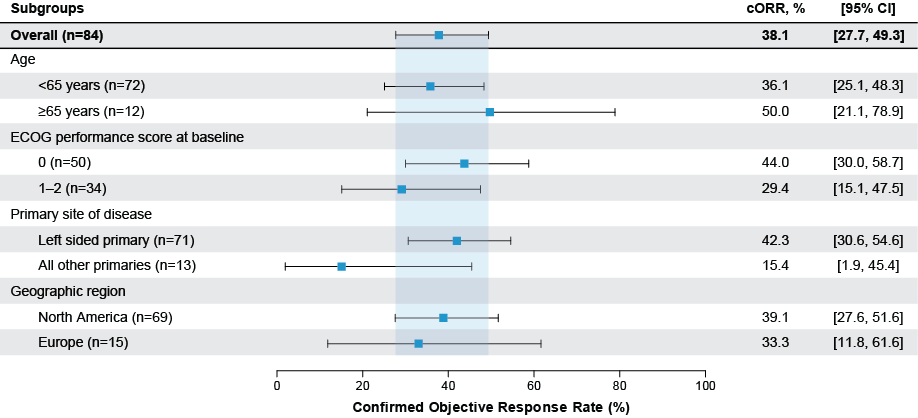 Subgroups cORR, % [95% CI]
Overall (n=84) 38.1 [27.7, 49.3]
Age
<65 years (n=72) 36.1 [25.1, 48.3]
≥65 years (n=12) 50.0 [21.1, 78.9]
ECOG performance score at baseline
0 (n=50) 44.0 [30.0, 58.7]
1–2 (n=34) 29.4 [15.1, 47.5]
Primary site of disease
Left sided primary (n=71) 42.3 [30.6, 54.6]
All other primaries (n=13) 15.4 [1.9, 45.4]
Geographic region
North America (n=69) 39.1 [27.6, 51.6]
Europe (n=15) 33.3 [11.8, 61.6]
0 20 40 60 80 100
Confirmed Objective Response Rate (%)